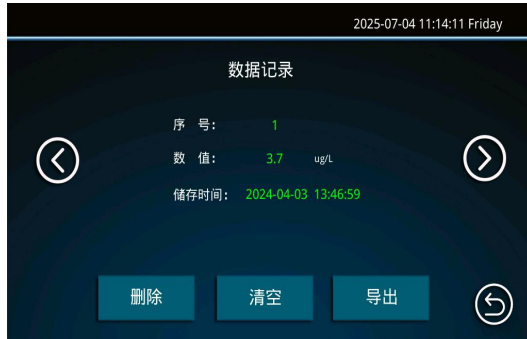 2025-07-04 11:14:11 Friday
数据记录
序 号: 1
数 值: 3.7 ug/L
储存时间: 2024-04-03 13:46:59
删除 清空 导出